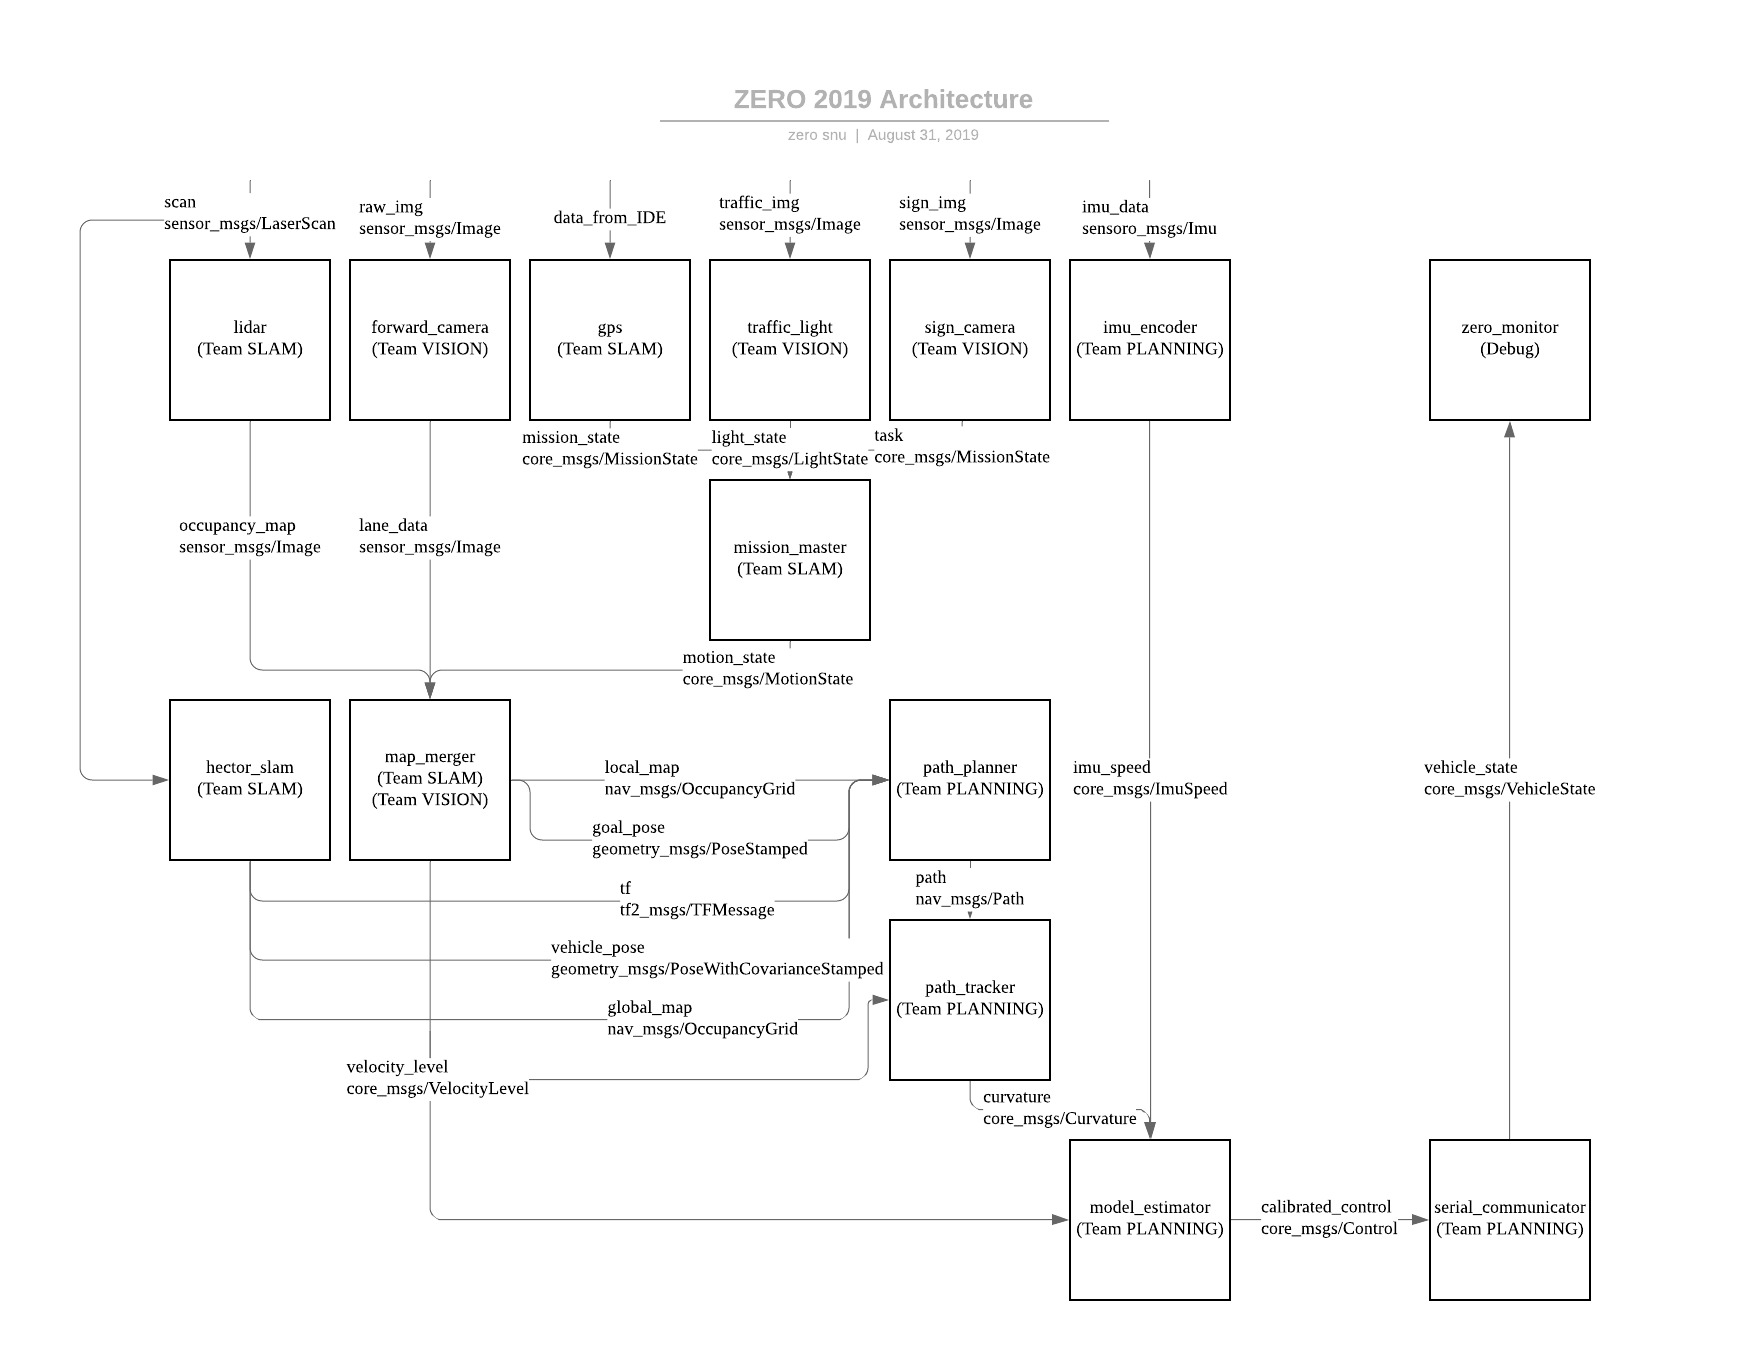 ZERO 2019 Architecture
zero snu | August 31, 2019
scan
sensor_msgs/LaserScan
raw_img
sensor_msgs/Image
data_from_IDE
traffic_img
sensor_msgs/Image
sign_img
sensor_msgs/Image
imu_data
sensoro_msgs/Imu
lidar
(Team SLAM)
forward_camera
(Team VISION)
gps
(Team SLAM)
traffic_light
(Team VISION)
sign_camera
(Team VISION)
imu_encoder
(Team PLANNING)
zero_monitor
(Debug)
mission_state
core_msgs/MissionState
light_state
core_msgs/LightState
task
core_msgs/MissionState
occupancy_map
sensor_msgs/Image
lane_data
sensor_msgs/Image
mission_master
(Team SLAM)
motion_state
core_msgs/MotionState
hector_slam
(Team SLAM)
map_merger
(Team SLAM)
(Team VISION)
local_map
nav_msgs/OccupancyGrid
path_planner
(Team PLANNING)
imu_speed
core_msgs/ImuSpeed
vehicle_state
core_msgs/VehicleState
goal_pose
geometry_msgs/PoseStamped
tf
tf2_msgs/TFMessage
path
nav_msgs/Path
vehicle_pose
geometry_msgs/PoseWithCovarianceStamped
path_tracker
(Team PLANNING)
global_map
nav_msgs/OccupancyGrid
velocity_level
core_msgs/VelocityLevel
curvature
core_msgs/Curvature
model_estimator
(Team PLANNING)
calibrated_control
core_msgs/Control
serial_communicator
(Team PLANNING)